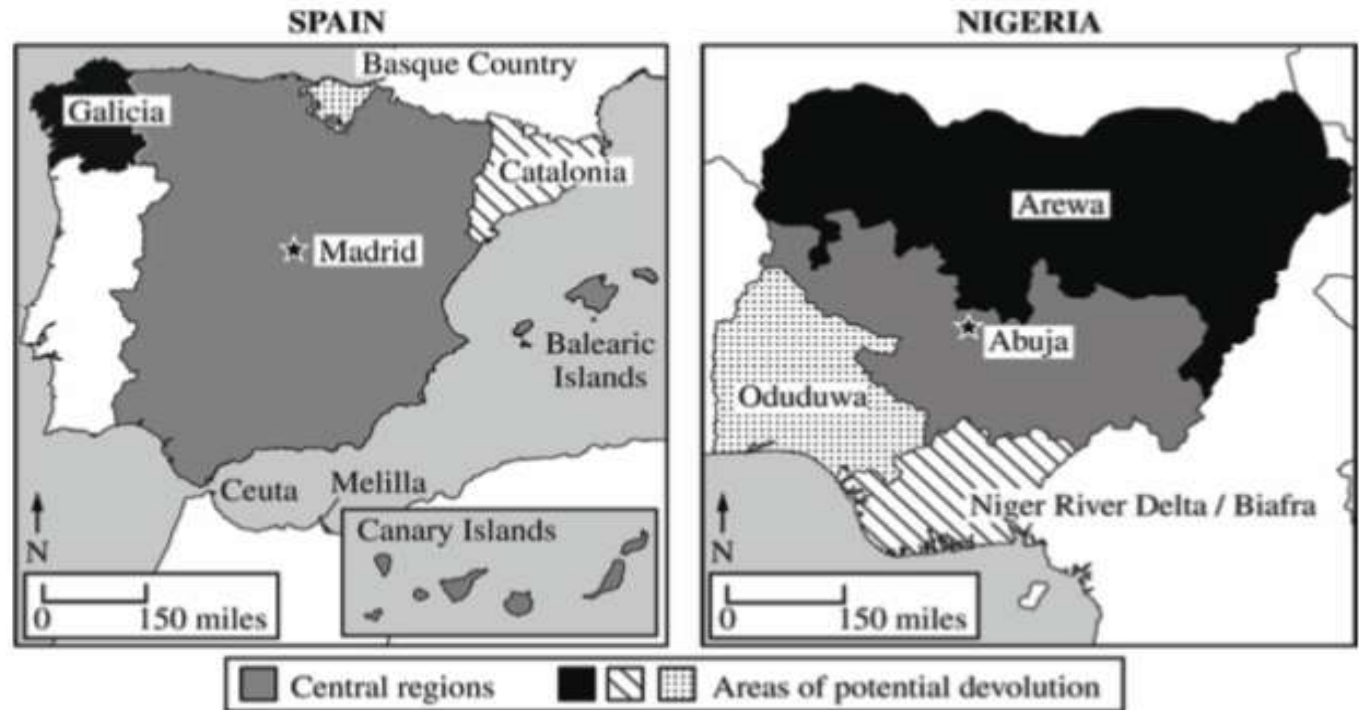 SPAIN
Basque Country
Galicia
Catalonia
Madrid
Balearic
Islands
Ceuta
Melilla
Canary Islands
N
0
150 miles
NIGERIA
Arewa
Abuja
Oduduwa
Niger River Delta / Biafra
N
0
150 miles
Central regions
Areas of potential devolution